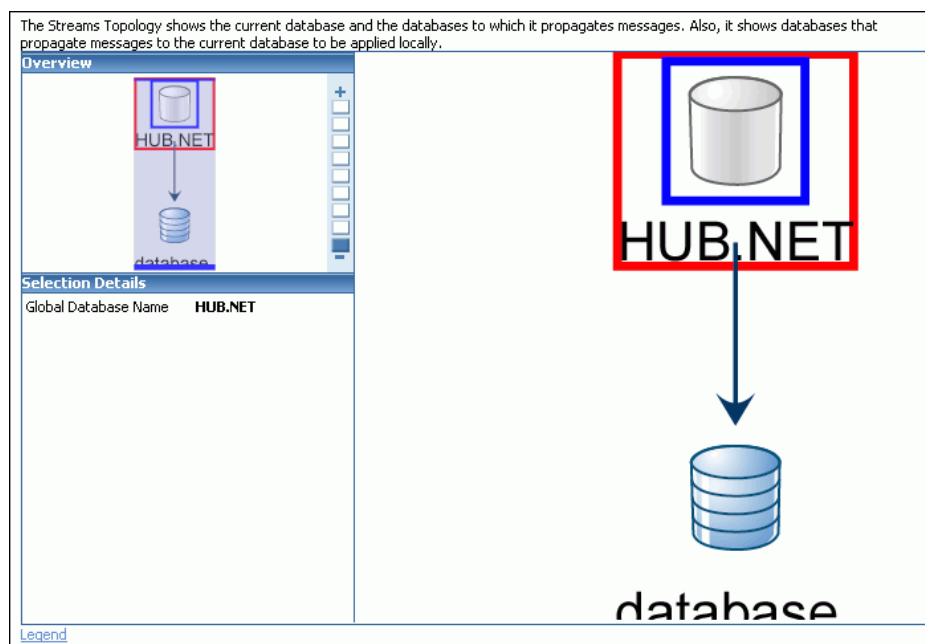 The Streams Topology shows the current database and the databases to which it propagates messages. Also, it shows databases that
propagate messages to the current database to be applied locally.
Overview
+
HUB.NET
database
-
Selection Details
Global Database Name HUB.NET
HUB.NET
database
Legend